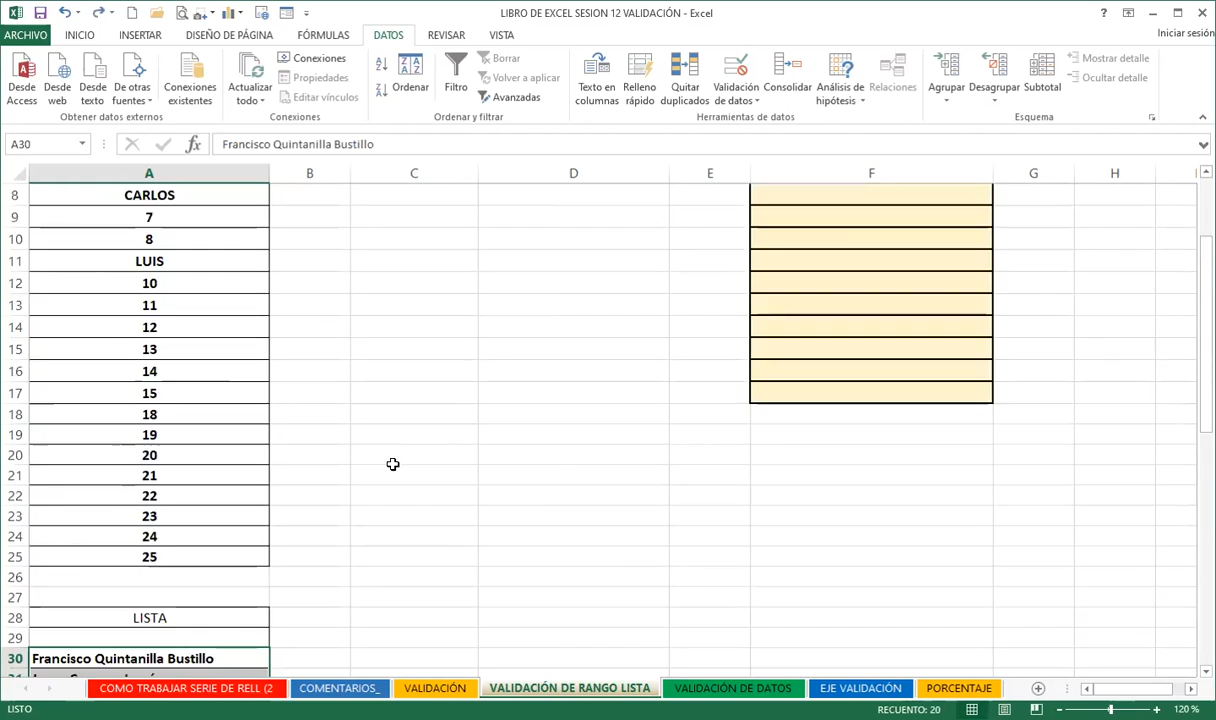 LIBRO DE EXCEL SESION 12 VALIDACIÓN - Excel
?
ARCHIVO INICIO INSERTAR DISEÑO DE PÁGINA FÓRMULAS DATOS REVISAR VISTA Iniciar sesión
Desde Access
Desde web
Desde texto
De otras fuentes
Conexiones existentes
Obtener datos externos
Actualizar todo
Conexiones
Propiedades
Editar vínculos
Conexiones
Ordenar
Filtro
Borrar
Volver a aplicar
Avanzadas
Ordenar y filtrar
Texto en columnas
Relleno rápido
Quitar duplicados
Validación de datos
Consolidar
Análisis de hipótesis
Relaciones
Herramientas de datos
Agrupar
Desagrupar
Subtotal
Mostrar detalle
Ocultar detalle
Esquema
A30 fx Francisco Quintanilla Bustillo
A B C D E F G H
8 CARLOS
9 7
10 8
11 LUIS
12 10
13 11
14 12
15 13
16 14
17 15
18 18
19 19
20 20
21 21
22 22
23 23
24 24
25 25
26
27
28 LISTA
29
30 Francisco Quintanilla Bustillo
COMO TRABAJAR SERIE DE RELL (2 COMENTARIOS_ VALIDACIÓN VALIDACIÓN DE RANGO LISTA VALIDACIÓN DE DATOS EJE VALIDACIÓN PORCENTAJE
LISTO RECUENTO: 20 120 %